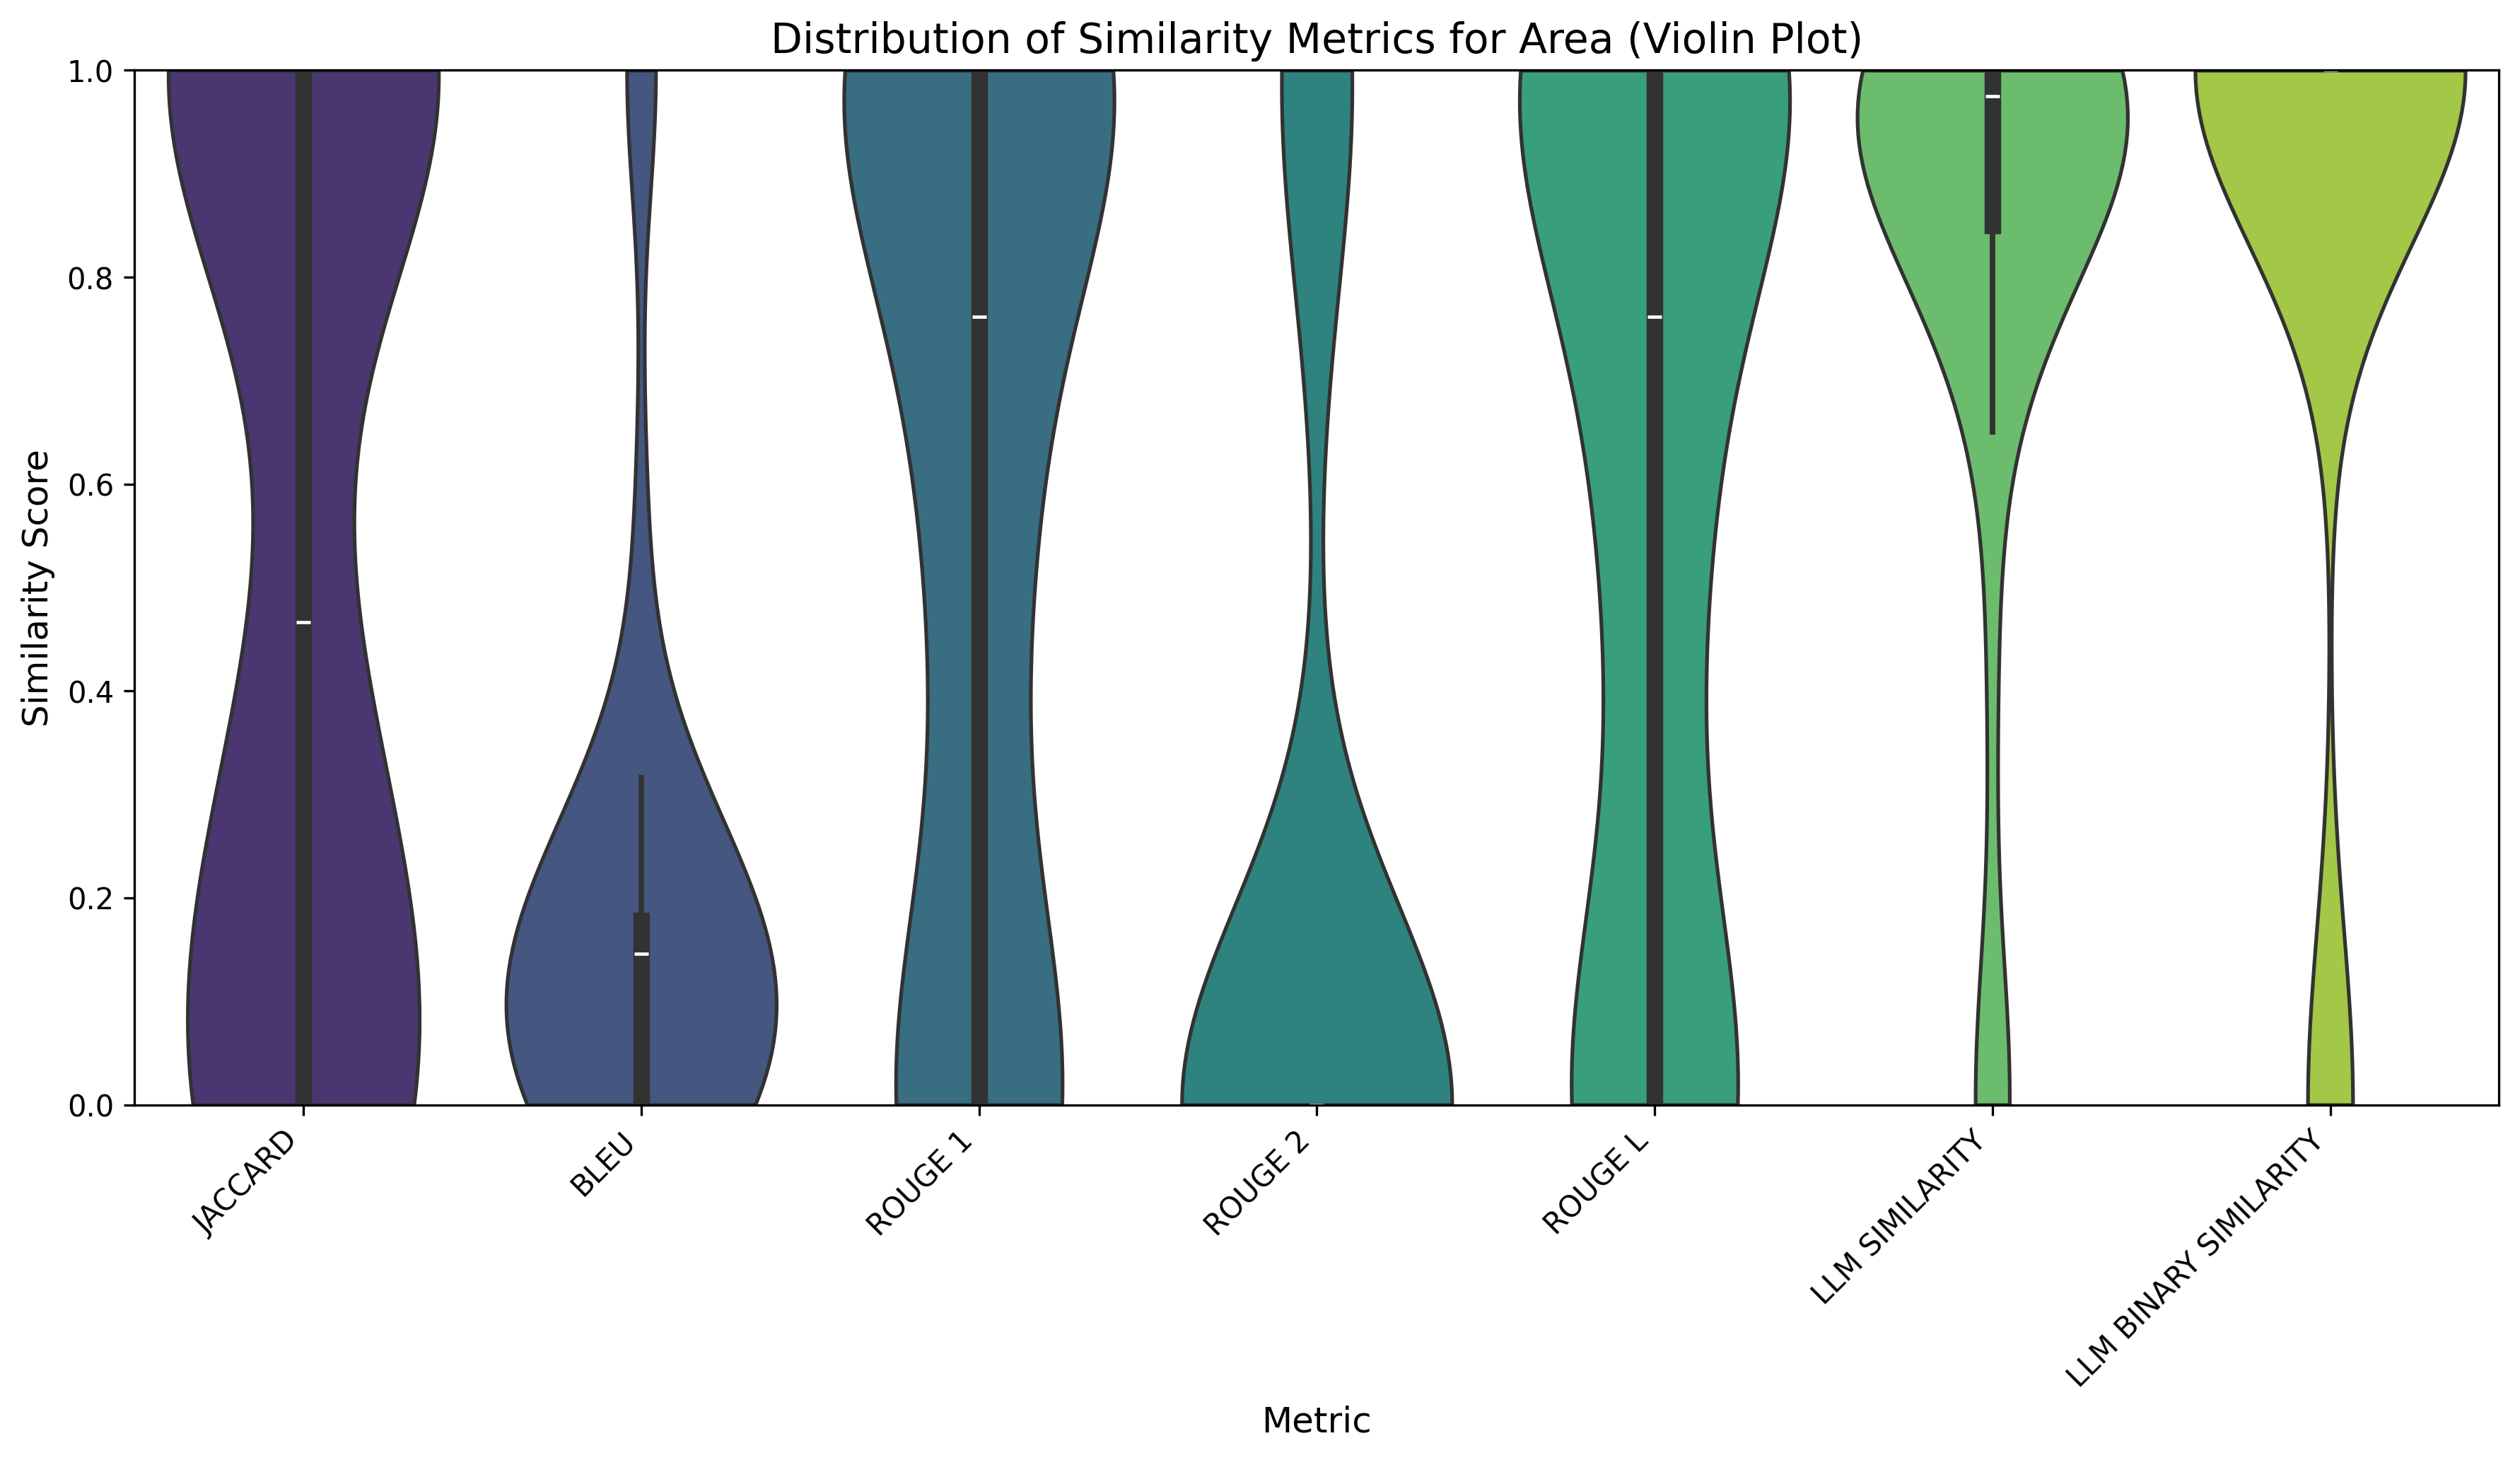 Distribution of Similarity Metrics for Area (Violin Plot)
1.0
0.8
0.6
0.4
0.2
0.0
Similarity Score
JACCARD
BLEU
ROUGE 1
ROUGE 2
ROUGE L
LLM SIMILARITY
LLM BINARY SIMILARITY
Metric